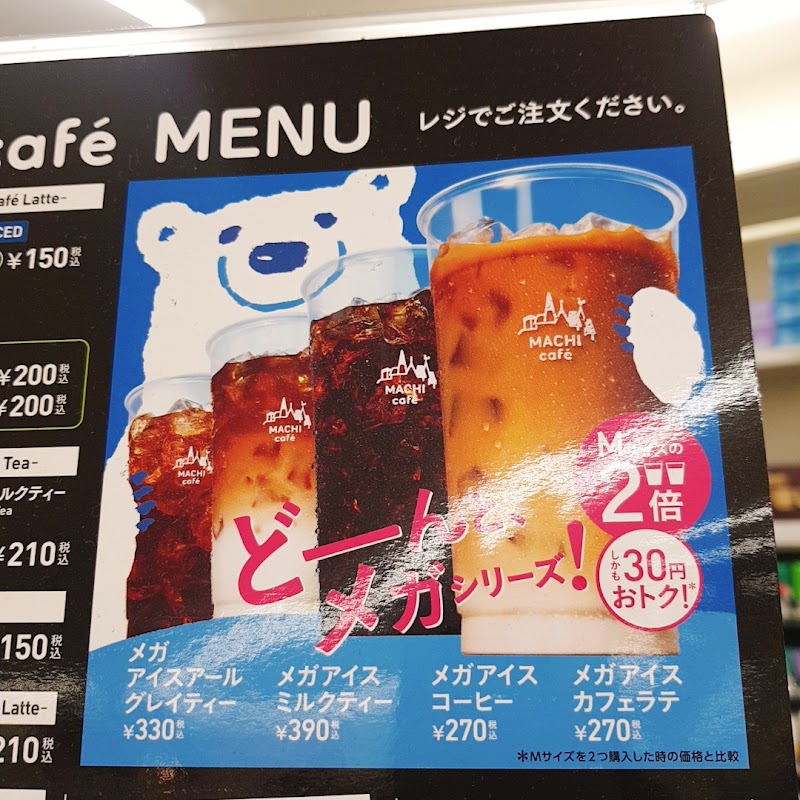 café MENU
レジでご注文ください。
afé Latte-
CED
¥150税込
¥200税込
¥200税込
Tea-
ルクティー
ea
¥210税込
150税込
Latte-
210税込
MACHI
café
MACHI
café
MACHI
café
MACHI
café
Mサイズの
2倍
しかも30円
おトク!*
どーんと、
メガシリーズ!
メガ
アイスアール
グレイティー
¥330税込
メガアイス
ミルクティー
¥390税込
メガアイス
コーヒー
¥270税込
メガアイス
カフェラテ
¥270税込
*Mサイズを2つ購入した時の価格と比較